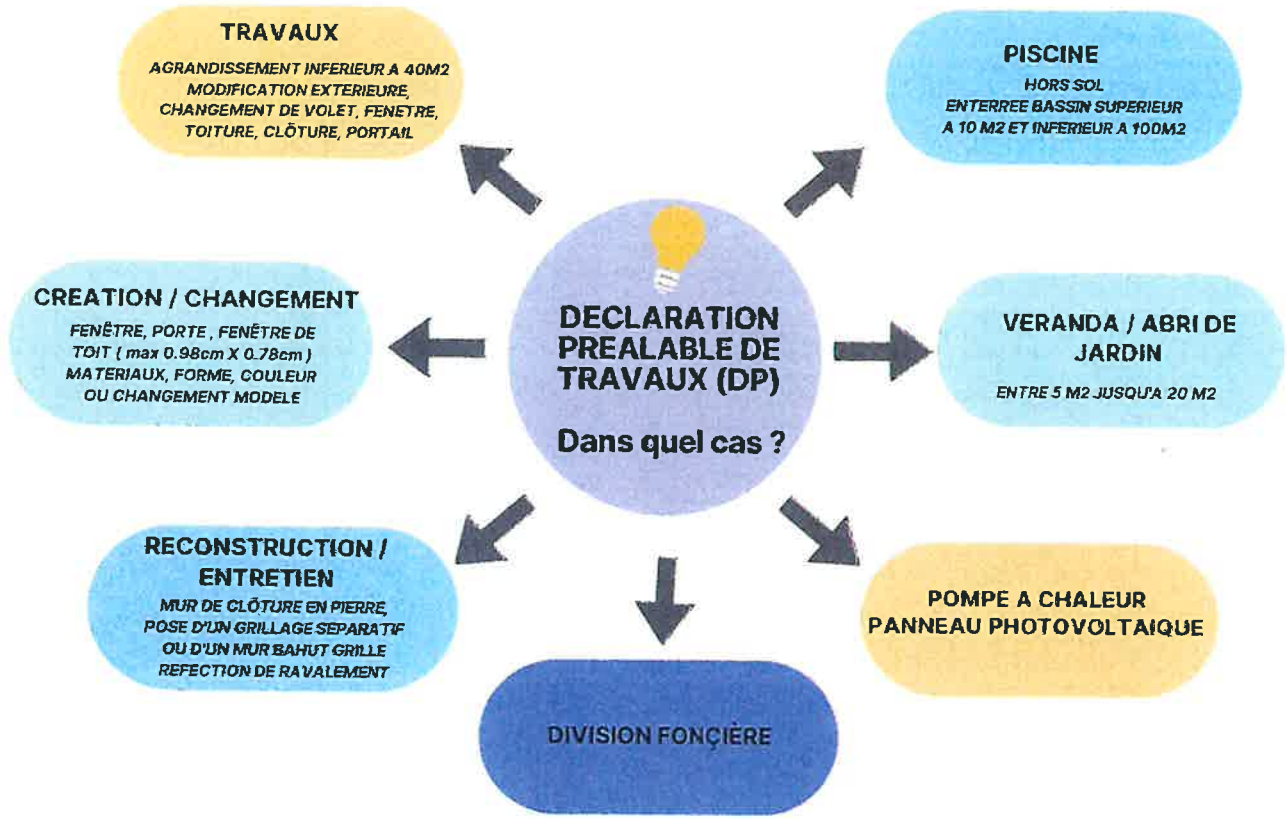 TRAVAUX
AGRANDISSEMENT INFERIEUR A 40M2
MODIFICATION EXTERIEURE,
CHANGEMENT DE VOLET, FENETRE,
TOITURE, CLÔTURE, PORTAIL
PISCINE
HORS SOL
ENTERREE BASSIN SUPERIEUR
A 10 M2 ET INFERIEUR A 100M2
CREATION / CHANGEMENT
FENÊTRE, PORTE , FENÊTRE DE
TOIT ( max 0.98cm X 0.78cm )
MATERIAUX, FORME, COULEUR
OU CHANGEMENT MODELE
DECLARATION
PREALABLE DE
TRAVAUX (DP)
Dans quel cas ?
VERANDA / ABRI DE
JARDIN
ENTRE 5 M2 JUSQU'A 20 M2
RECONSTRUCTION /
ENTRETIEN
MUR DE CLÔTURE EN PIERRE,
POSE D'UN GRILLAGE SEPARATIF
OU D'UN MUR BAHUT GRILLE
REFECTION DE RAVALEMENT
POMPE A CHALEUR
PANNEAU PHOTOVOLTAIQUE
DIVISION FONÇIÈRE